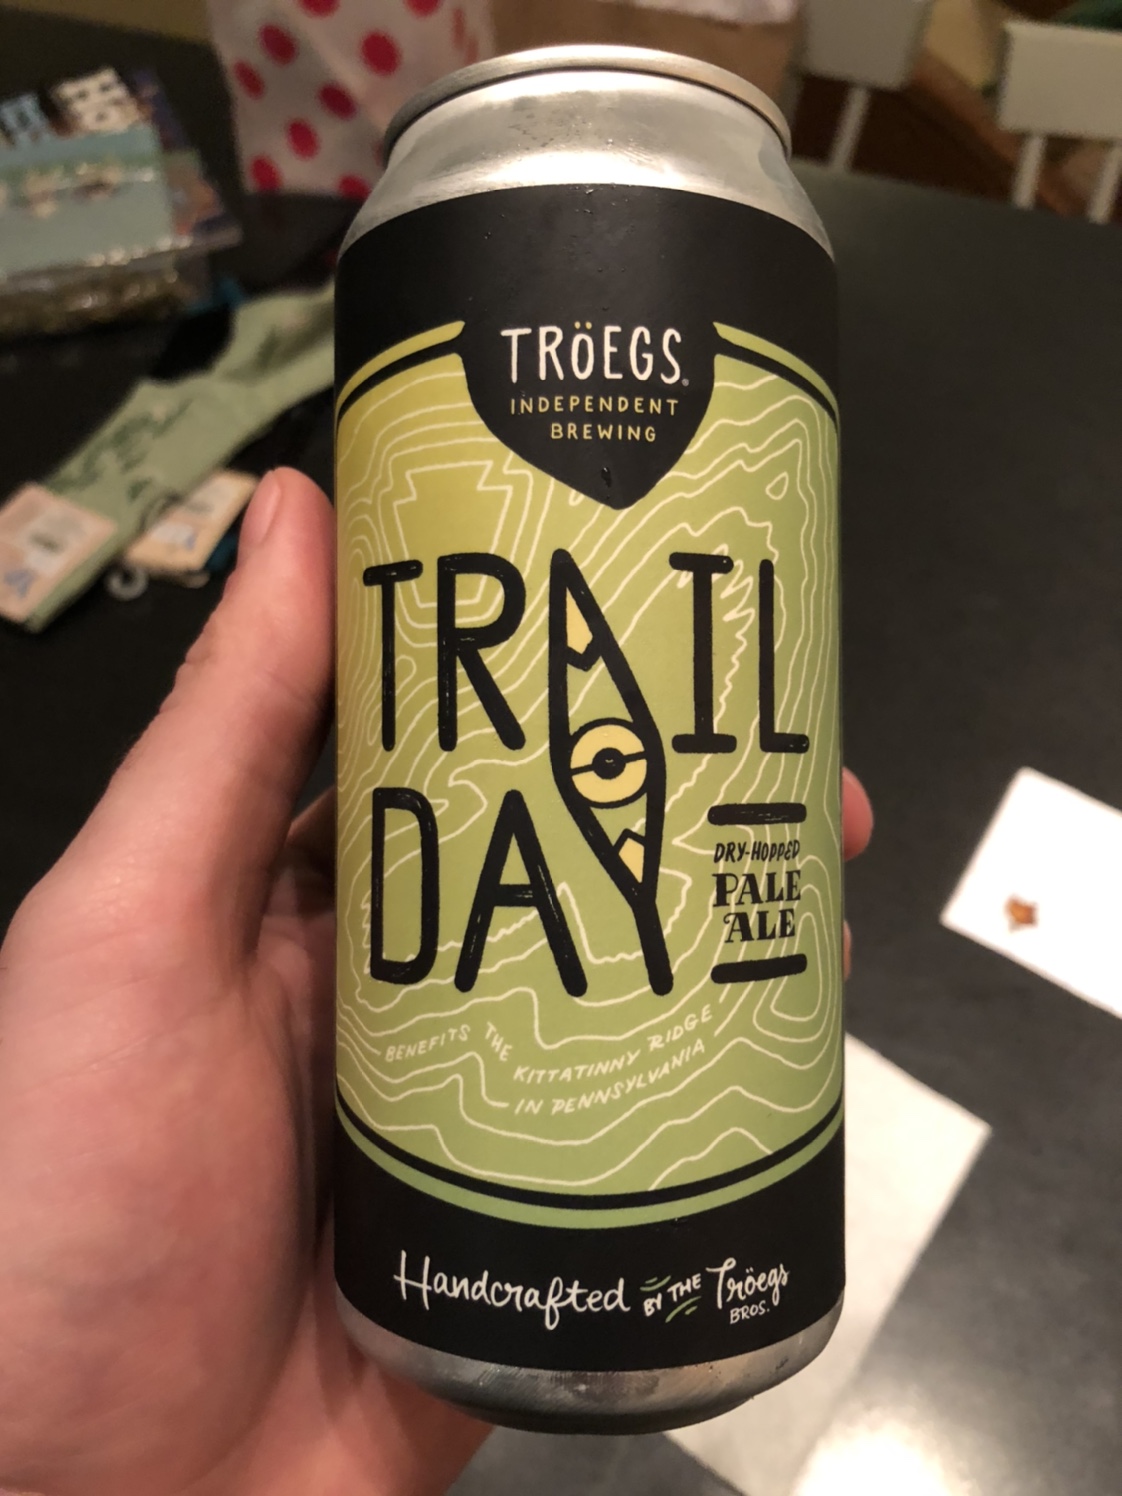 TRÖEGS
INDEPENDENT
BREWING
TRAIL
DAY
DRY-HOPPED
PALE
ALE
BENEFITS THE
KITTATINNY RIDGE
IN PENNSYLVANIA
Handcrafted BY THE Tröegs
BROS.